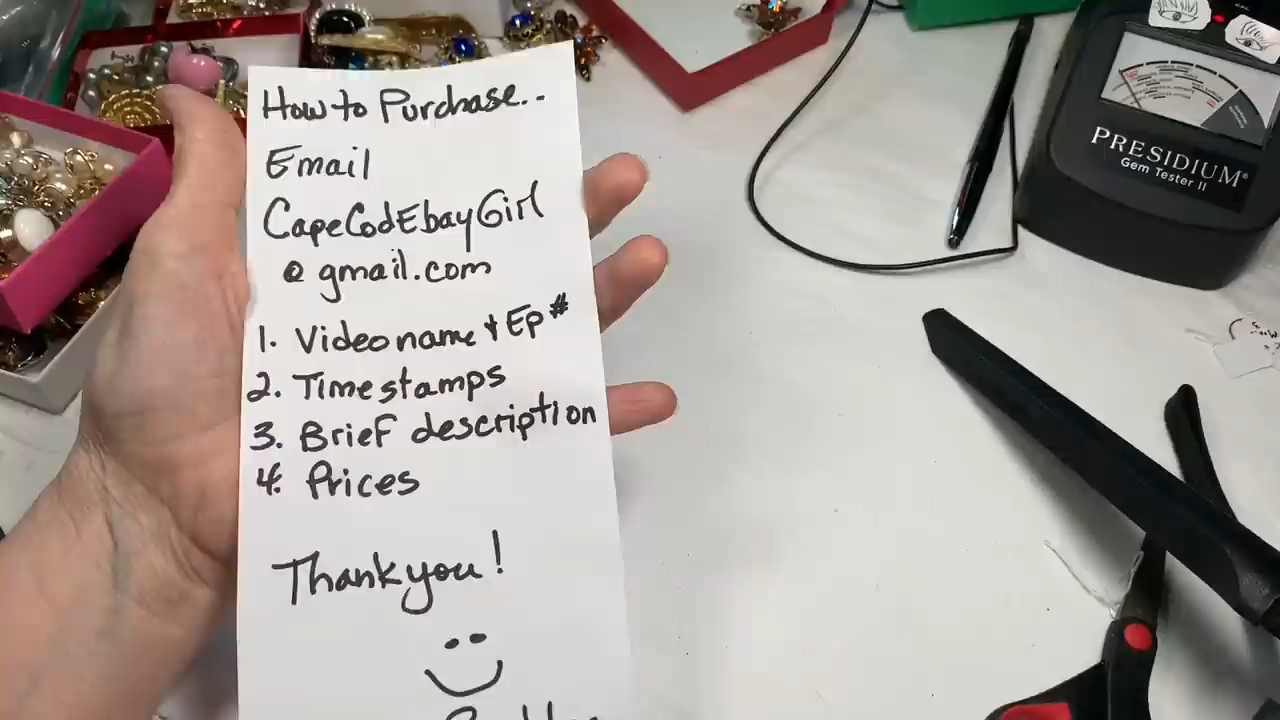 How to Purchase..
Email
CapeCodEbayGirl
@ gmail.com
1. Video name + Ep #
2. Timestamps
3. Brief description
4. Prices
Thank you!
PRESIDIUM®
Gem Tester II